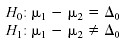 H₀: μ₁ − μ₂ = Δ₀
H₁: μ₁ − μ₂ ≠ Δ₀